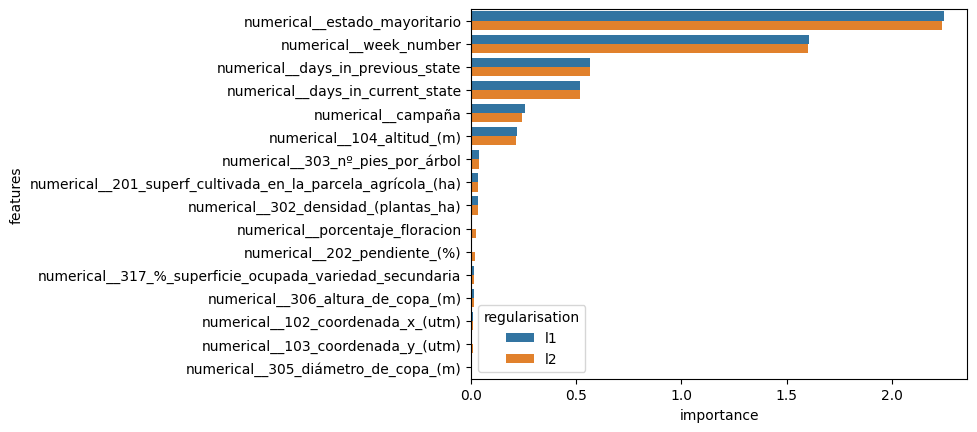 features
numerical__estado_mayoritario
numerical__week_number
numerical__days_in_previous_state
numerical__days_in_current_state
numerical__campaña
numerical__104_altitud_(m)
numerical__303_nº_pies_por_árbol
numerical__201_superf_cultivada_en_la_parcela_agrícola_(ha)
numerical__302_densidad_(plantas_ha)
numerical__porcentaje_floracion
numerical__202_pendiente_(%)
numerical__317_%_superficie_ocupada_variedad_secundaria
numerical__306_altura_de_copa_(m)
numerical__102_coordenada_x_(utm)
numerical__103_coordenada_y_(utm)
numerical__305_diámetro_de_copa_(m)
regularisation
l1
l2
0.0 0.5 1.0 1.5 2.0
importance